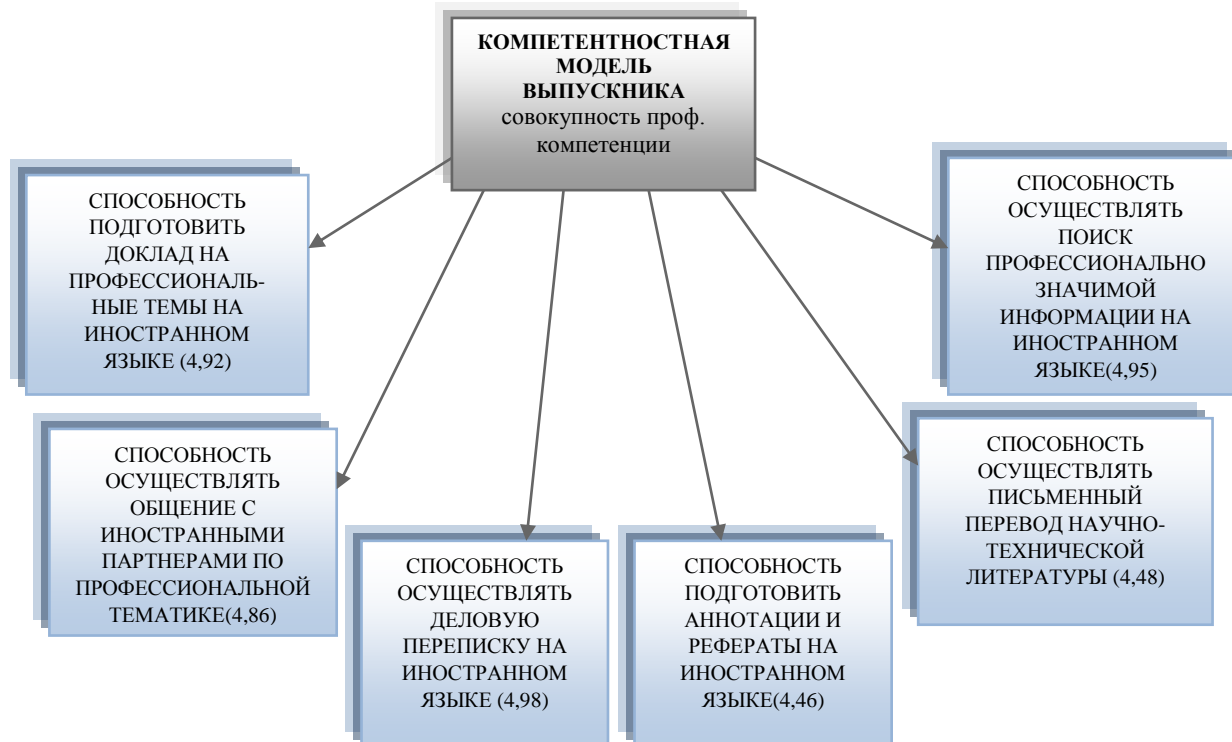 КОМПЕТЕНТНОСТНАЯ
МОДЕЛЬ
ВЫПУСКНИКА
совокупность проф.
компетенции
СПОСОБНОСТЬ
ПОДГОТОВИТЬ
ДОКЛАД НА
ПРОФЕССИОНАЛЬ-
НЫЕ ТЕМЫ НА
ИНОСТРАННОМ
ЯЗЫКЕ (4,92)
СПОСОБНОСТЬ
ОСУЩЕСТВЛЯТЬ
ПОИСК
ПРОФЕССИОНАЛЬНО
ЗНАЧИМОЙ
ИНФОРМАЦИИ НА
ИНОСТРАННОМ
ЯЗЫКЕ(4,95)
СПОСОБНОСТЬ
ОСУЩЕСТВЛЯТЬ
ОБЩЕНИЕ С
ИНОСТРАННЫМИ
ПАРТНЕРАМИ ПО
ПРОФЕССИОНАЛЬНОЙ
ТЕМАТИКЕ(4,86)
СПОСОБНОСТЬ
ОСУЩЕСТВЛЯТЬ
ДЕЛОВУЮ
ПЕРЕПИСКУ НА
ИНОСТРАННОМ
ЯЗЫКЕ (4,98)
СПОСОБНОСТЬ
ПОДГОТОВИТЬ
АННОТАЦИИ И
РЕФЕРАТЫ НА
ИНОСТРАННОМ
ЯЗЫКЕ(4,46)
СПОСОБНОСТЬ
ОСУЩЕСТВЛЯТЬ
ПИСЬМЕННЫЙ
ПЕРЕВОД НАУЧНО-
ТЕХНИЧЕСКОЙ
ЛИТЕРАТУРЫ (4,48)